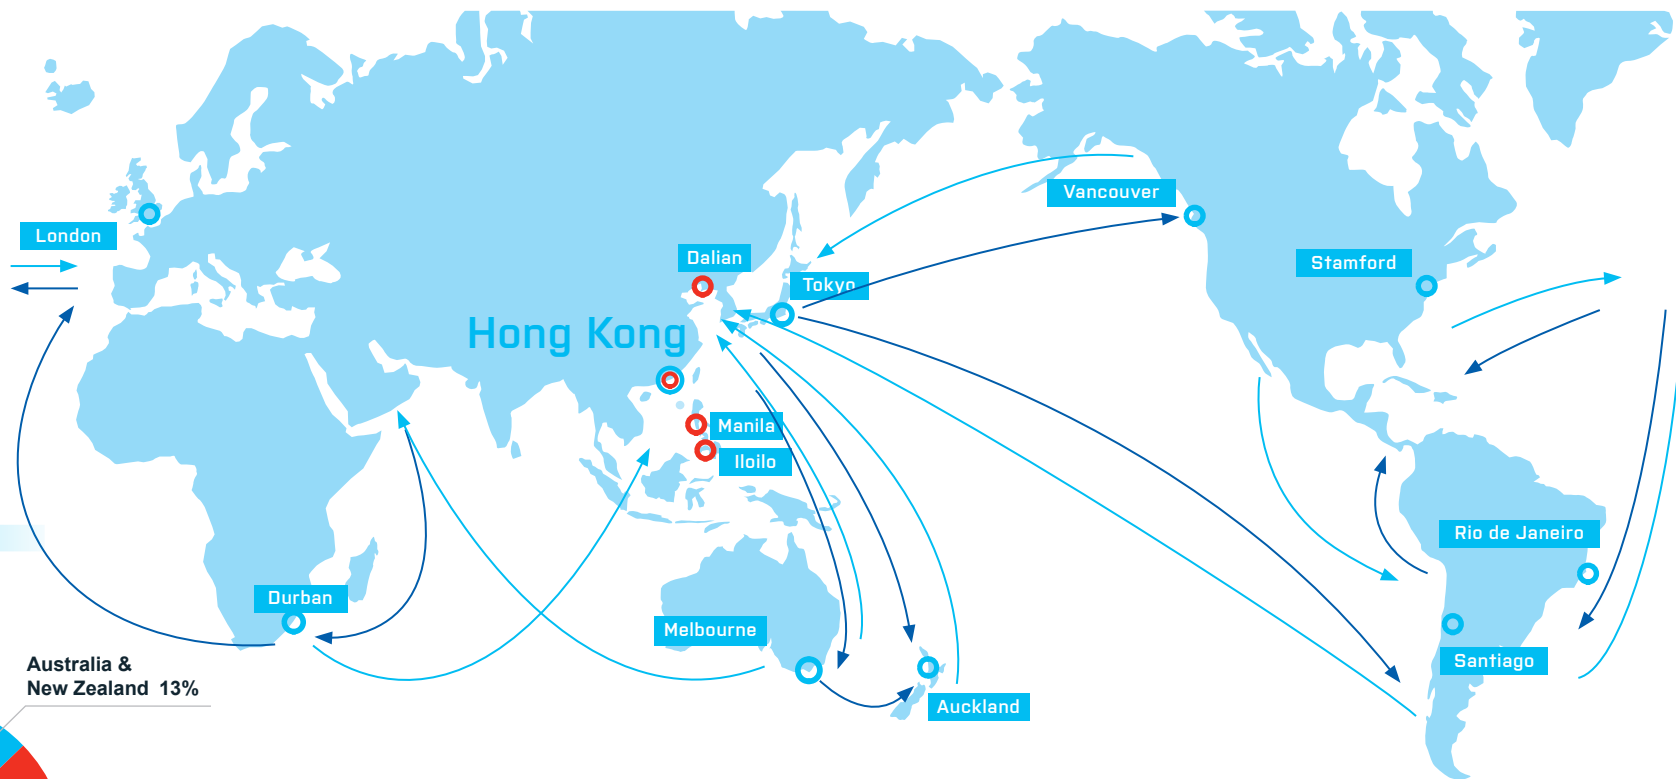 Vancouver
London
Stamford
Dalian
Tokyo
Hong Kong
Manila
Iloilo
Rio de Janeiro
Durban
Melbourne
Santiago
Australia &
New Zealand 13%
Auckland